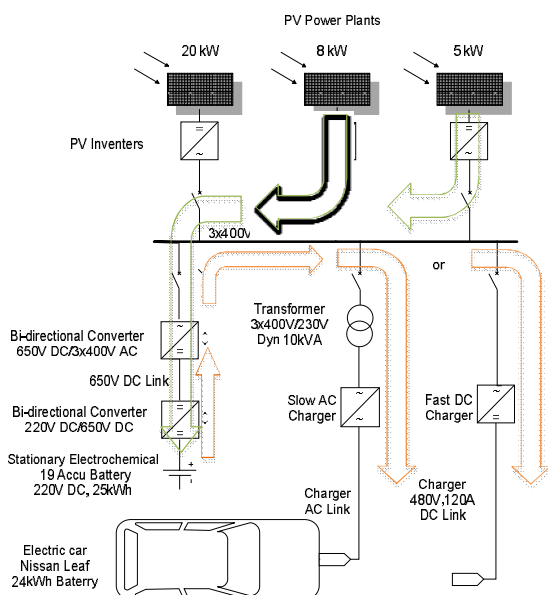 PV Power Plants
20 kW
8 kW
5 kW
PV Inventers
3x400V
or
Transformer
3x400V/230V
Dyn 10kVA
Bi-directional Converter
650V DC/3x400V AC
650V DC Link
Slow AC
Charger
Fast DC
Charger
Bi-directional Converter
220V DC/650V DC
Stationary Electrochemical
19 Accu Battery
220V DC, 25kWh
Charger
AC Link
Charger
480V,120A
DC Link
Electric car
Nissan Leaf
24kWh Baterry